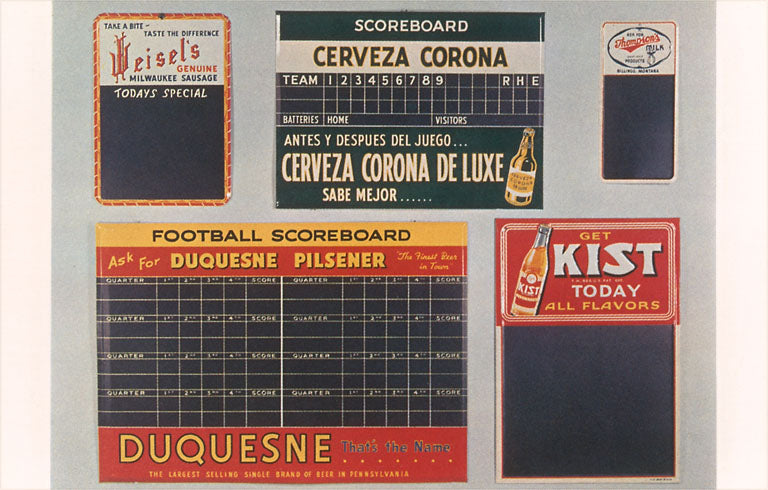 TAKE A BITE -
TASTE THE DIFFERENCE
Weisel's
GENUINE
MILWAUKEE SAUSAGE
TODAYS SPECIAL
SCOREBOARD
CERVEZA CORONA
TEAM 1 2 3 4 5 6 7 8 9 R H E
BATTERIES HOME VISITORS
ANTES Y DESPUES DEL JUEGO...
CERVEZA CORONA DE LUXE
SABE MEJOR......
CERVEZA
CORONA
ASK FOR
Thompson's
MILK
PRODUCTS
BILLINGS, MONTANA
FOOTBALL SCOREBOARD
Ask For DUQUESNE PILSENER "The Finest Beer
in Town"
QUARTER 1ST 2ND 3RD 4TH SCORE QUARTER 1ST 2ND 3RD 4TH SCORE
QUARTER 1ST 2ND 3RD 4TH SCORE QUARTER 1ST 2ND 3RD 4TH SCORE
QUARTER 1ST 2ND 3RD 4TH SCORE QUARTER 1ST 2ND 3RD 4TH SCORE
QUARTER 1ST 2ND 3RD 4TH SCORE QUARTER 1ST 2ND 3RD 4TH SCORE
DUQUESNE That's the Name
THE LARGEST SELLING SINGLE BRAND OF BEER IN PENNSYLVANIA
GET
KIST
TODAY
ALL FLAVORS
KIST